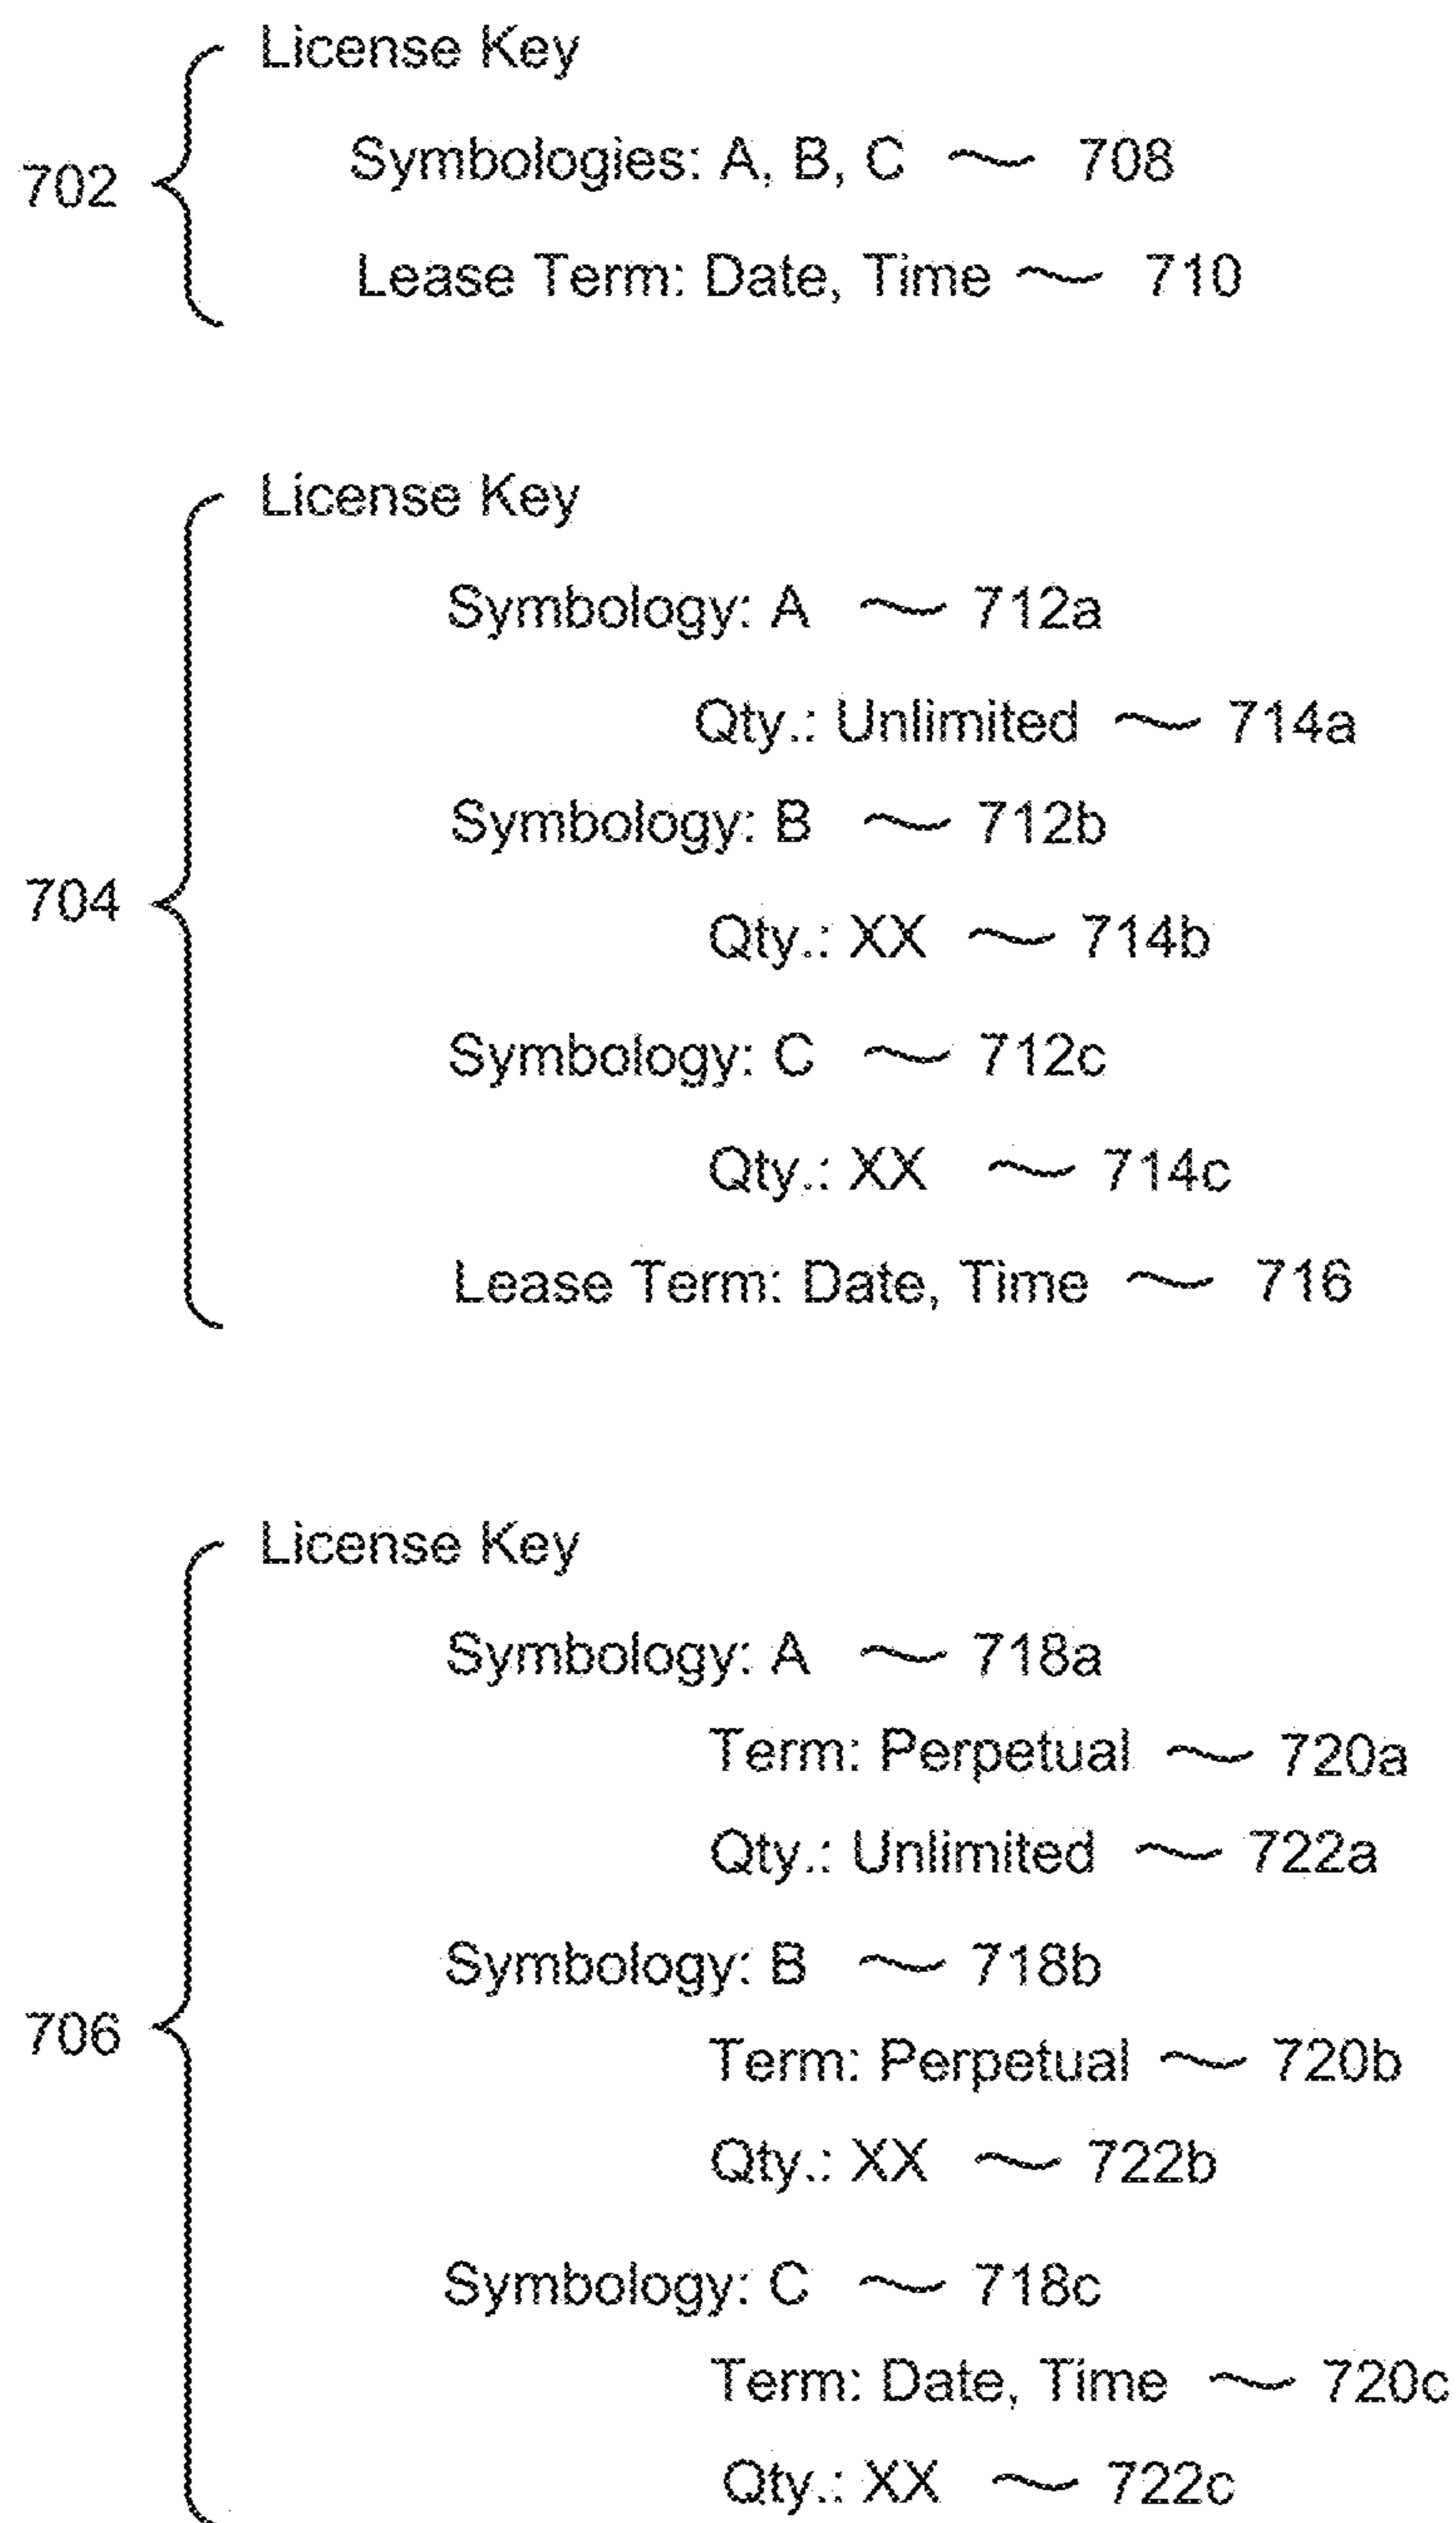 License Key
702
Symbologies: A, B, C 708
Lease Term: Date, Time 710
License Key
Symbology: A 712a
Qty.: Unlimited 714a
Symbology: B 712b
704
Qty.: XX 714b
Symbology: C 712c
Qty.: XX 714c
Lease Term: Date, Time 716
License Key
Symbology: A 718a
Term: Perpetual 720a
Qty.: Unlimited 722a
Symbology: B 718b
706
Term: Perpetual 720b
Qty.: XX 722b
Symbology: C 718c
Term: Date, Time 720c
Qty.: XX 722c